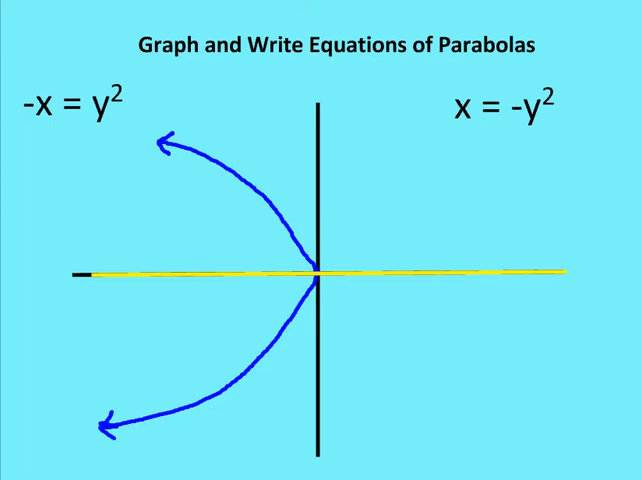 Graph and Write Equations of Parabolas
-x = y²
x = -y²